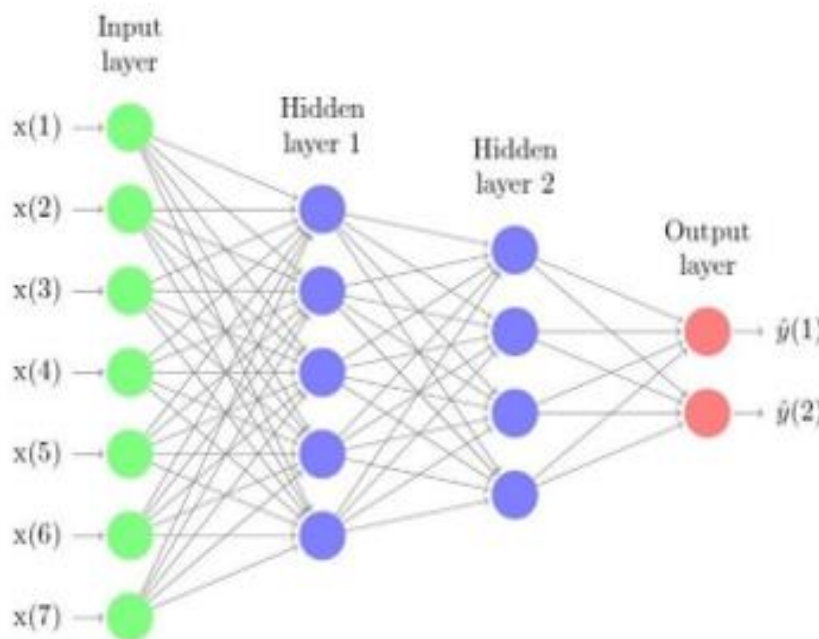 Input
layer
Hidden
layer 1
Hidden
layer 2
Output
layer
x(1)
x(2)
x(3)
x(4)
x(5)
x(6)
x(7)
ŷ(1)
ŷ(2)